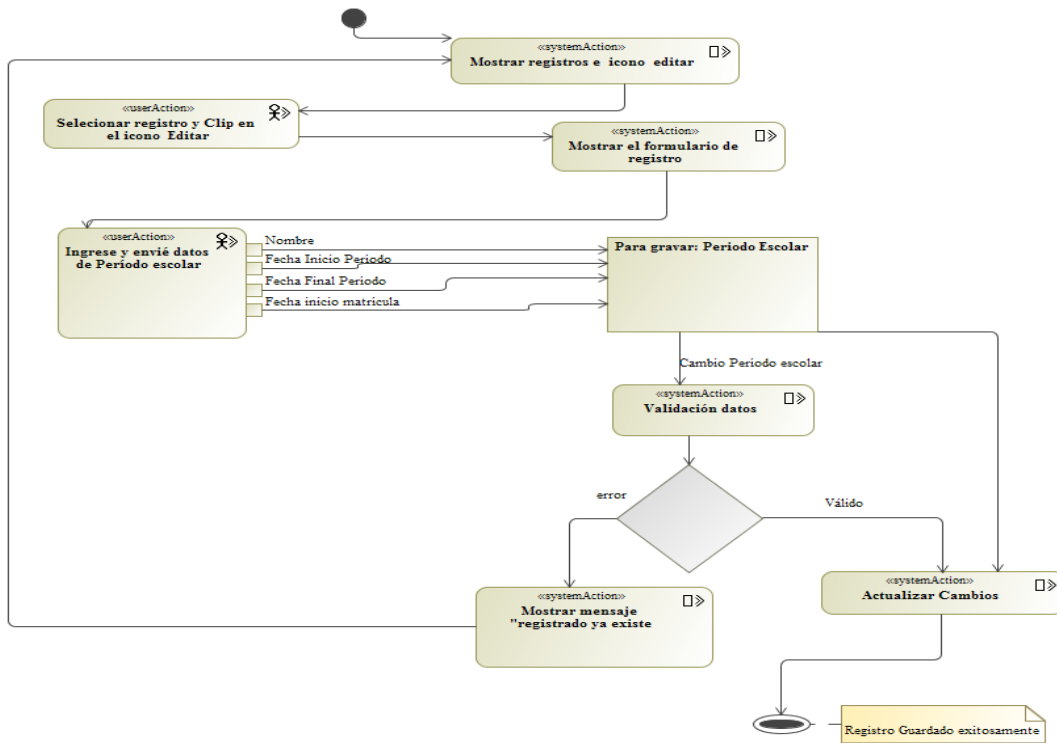 «systemAction»
Mostrar registros e icono editar
«userAction»
Selecionar registro y Clip en
el icono Editar
«systemAction»
Mostrar el formulario de
registro
«userAction»
Ingrese y envié datos
de Período escolar
Nombre
Fecha Inicio Periodo
Fecha Final Periodo
Fecha inicio matricula
Para gravar: Periodo Escolar
Cambio Periodo escolar
«systemAction»
Validación datos
error
Válido
«systemAction»
Mostrar mensaje
"registrado ya existe
«systemAction»
Actualizar Cambios
Registro Guardado exitosamente